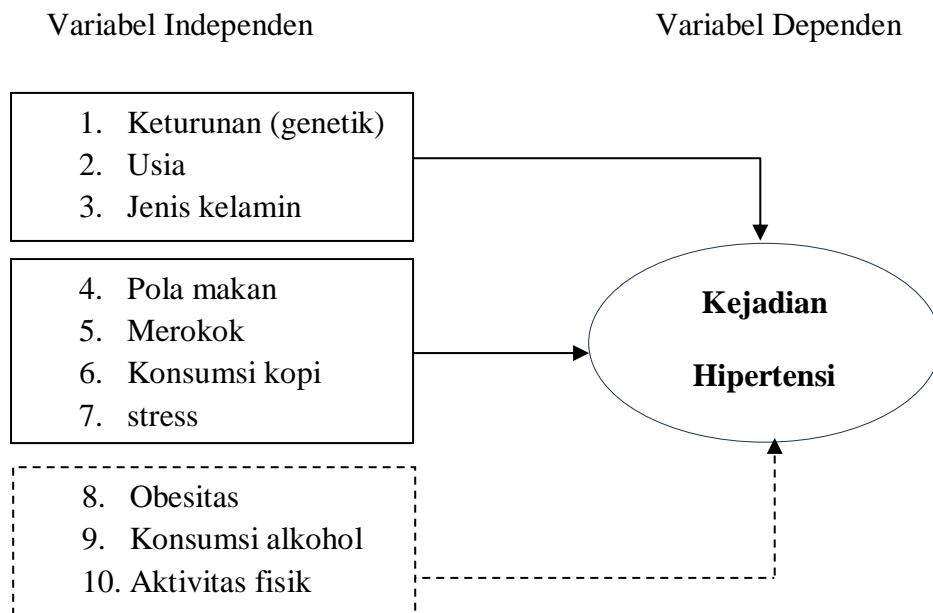 Variabel Independen
Variabel Dependen
1. Keturunan (genetik)
2. Usia
3. Jenis kelamin
4. Pola makan
5. Merokok
6. Konsumsi kopi
7. stress
Kejadian
Hipertensi
8. Obesitas
9. Konsumsi alkohol
10. Aktivitas fisik